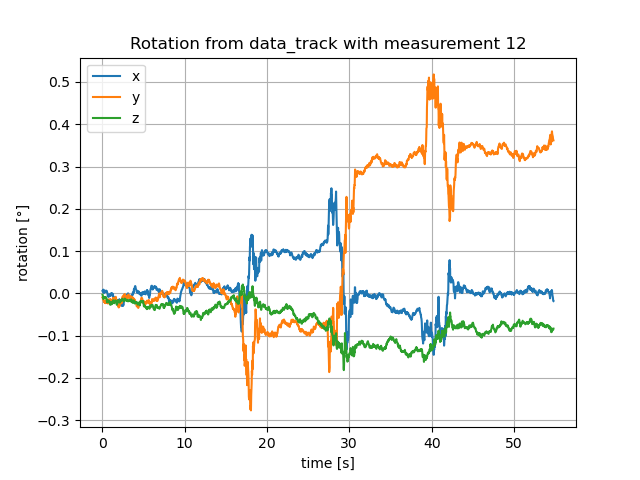 Rotation from data_track with measurement 12
x
y
z
0.5
0.4
0.3
0.2
0.1
0.0
−0.1
−0.2
−0.3
rotation [°]
0 10 20 30 40 50
time [s]